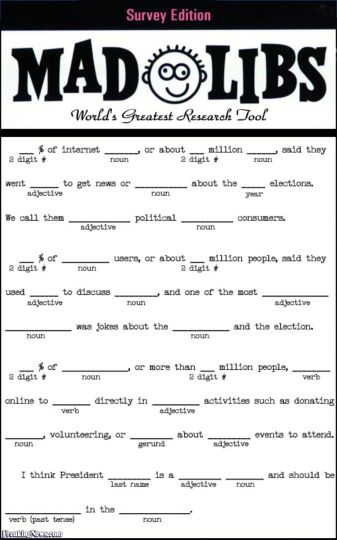 Survey Edition
MAD LIBS
World's Greatest Research Tool
___ % of internet ______, or about ___ million _____, said they
2 digit # noun 2 digit # noun
went ______ to get news or __________ about the _____ elections.
adjective noun year
We call them ____________ political _________ consumers.
adjective noun
___ % of __________ users, or about ___ million people, said they
2 digit # noun 2 digit #
used ______ to discuss ________, and one of the most _____________
adjective noun adjective
_____________ was jokes about the ___________ and the election.
noun noun
___ % of ____________, or more than ___ million people, ________
2 digit # noun 2 digit # verb
online to ________ directly in __________ activities such as donating
verb adjective
_______, volunteering, or ________ about _________ events to attend.
noun gerund adjective
I think President _________ is a ________ ________ and should be
last name adjective noun
_______________ in the ______________.
verb (past tense) noun
FreakingNews.com